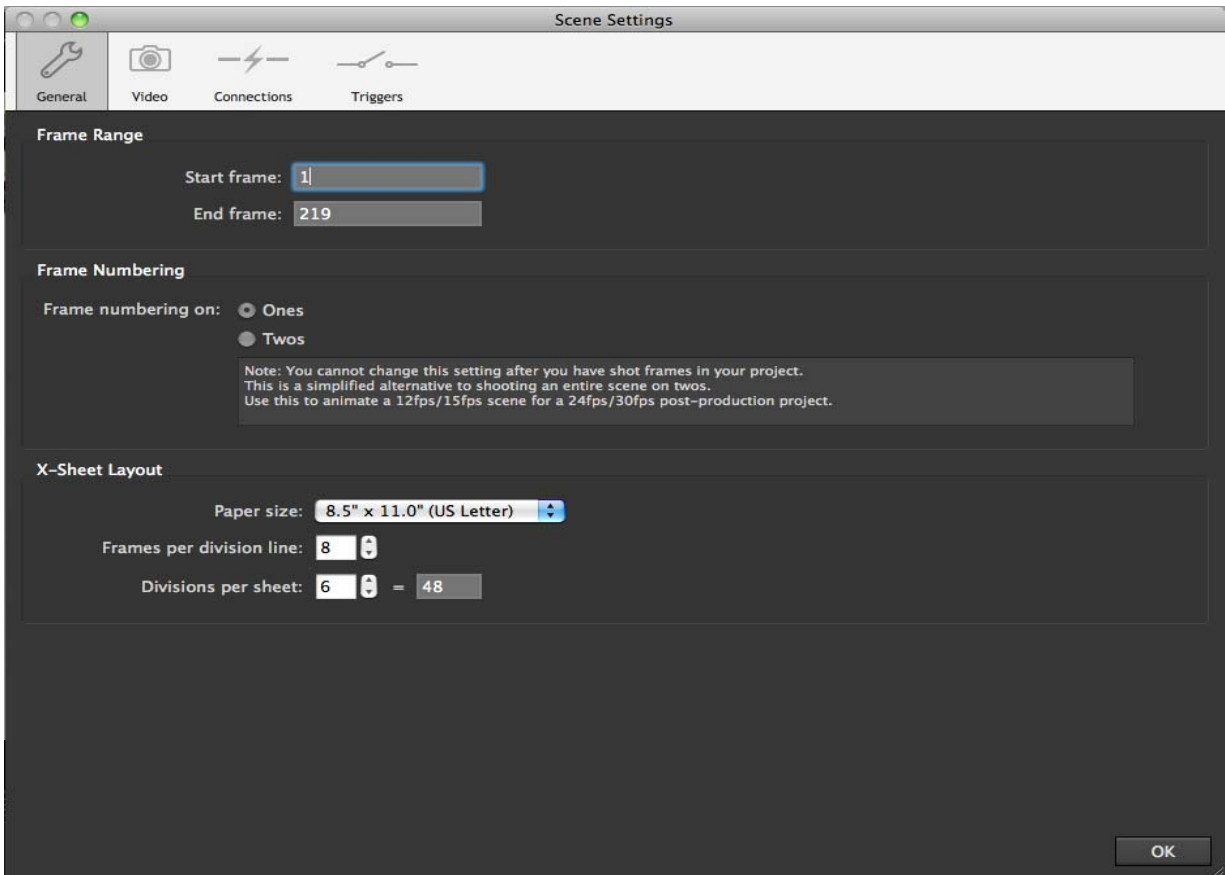 Scene Settings
General Video Connections Triggers
Frame Range
Start frame: 1
End frame: 219
Frame Numbering
Frame numbering on: Ones
Twos
Note: You cannot change this setting after you have shot frames in your project.
This is a simplified alternative to shooting an entire scene on twos.
Use this to animate a 12fps/15fps scene for a 24fps/30fps post-production project.
X-Sheet Layout
Paper size: 8.5" x 11.0" (US Letter)
Frames per division line: 8
Divisions per sheet: 6 = 48
OK